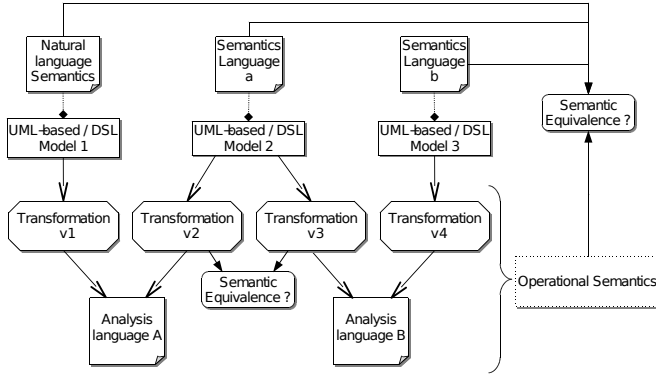 Natural
language
Semantics
Semantics
Language
a
Semantics
Language
b
Semantic
Equivalence ?
UML-based / DSL
Model 1
UML-based / DSL
Model 2
UML-based / DSL
Model 3
Transformation
v1
Transformation
v2
Transformation
v3
Transformation
v4
Semantic
Equivalence ?
Operational Semantics
Analysis
language A
Analysis
language B